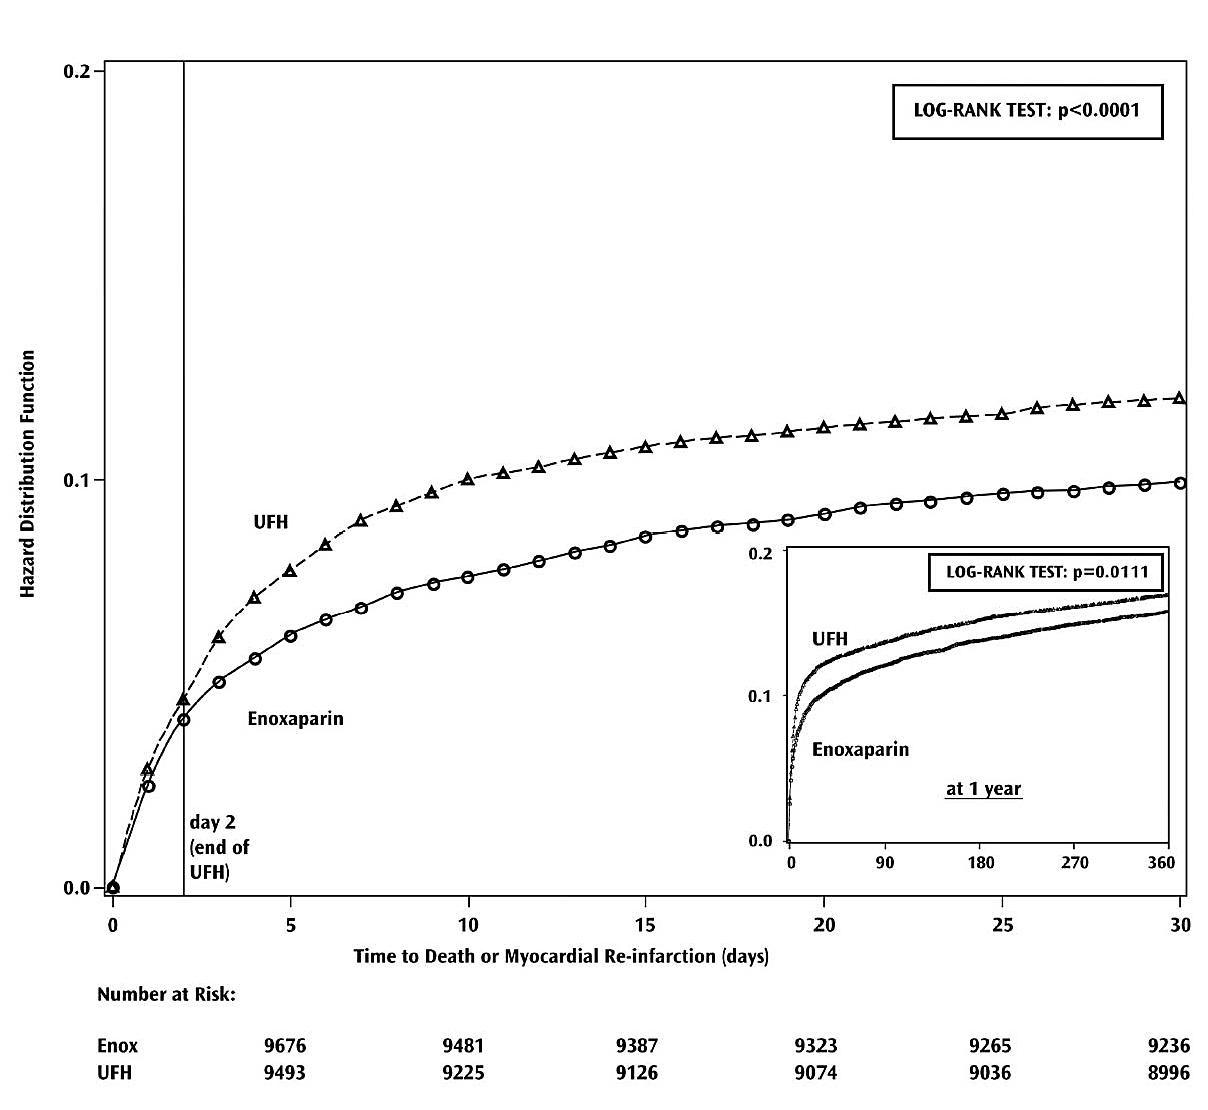 0.2
LOG-RANK TEST: p<0.0001
Hazard Distribution Function
0.1
UFH
Enoxaparin
day 2
(end of
UFH)
0.0
0.2
LOG-RANK TEST: p=0.0111
UFH
0.1
Enoxaparin
at 1 year
0.0
0 90 180 270 360
0 5 10 15 20 25 30
Time to Death or Myocardial Re-infarction (days)
Number at Risk:
Enox 9676 9481 9387 9323 9265 9236
UFH 9493 9225 9126 9074 9036 8996